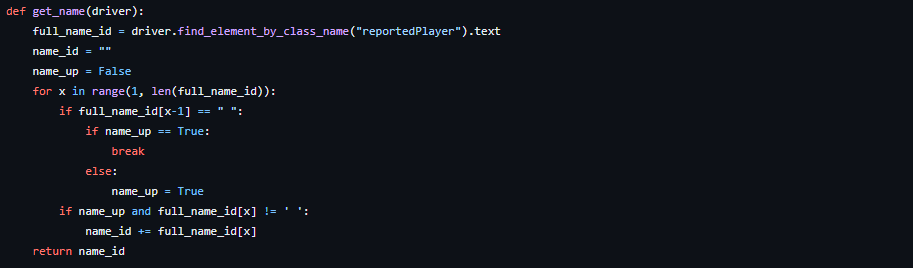 def get_name(driver):
    full_name_id = driver.find_element_by_class_name("reportedPlayer").text
    name_id = ""
    name_up = False
    for x in range(1, len(full_name_id)):
        if full_name_id[x-1] == " ":
            if name_up == True:
                break
            else:
                name_up = True
        if name_up and full_name_id[x] != ' ':
            name_id += full_name_id[x]
    return name_id